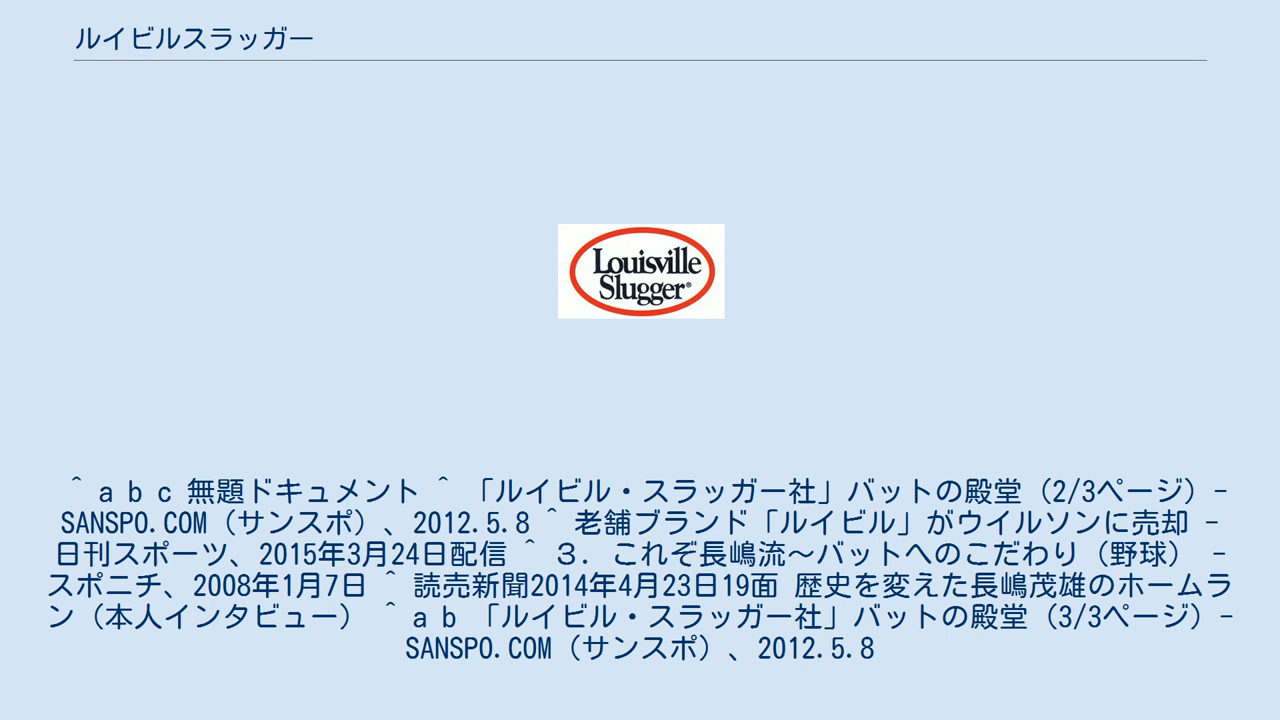 ルイビルスラッガー
Louisville
Slugger®
^ a b c 無題ドキュメント ^ 「ルイビル・スラッガー社」バットの殿堂（2/3ページ）-
SANSPO.COM（サンスポ）、2012.5.8 ^ 老舗ブランド「ルイビル」がウイルソンに売却 -
日刊スポーツ、2015年3月24日配信 ^ ３． これぞ長嶋流～バットへのこだわり（野球） -
スポニチ、2008年1月7日 ^ 読売新聞2014年4月23日19面 歴史を変えた長嶋茂雄のホームラ
ン（本人インタビュー） ^ a b 「ルイビル・スラッガー社」バットの殿堂（3/3ページ）-
SANSPO.COM（サンスポ）、2012.5.8